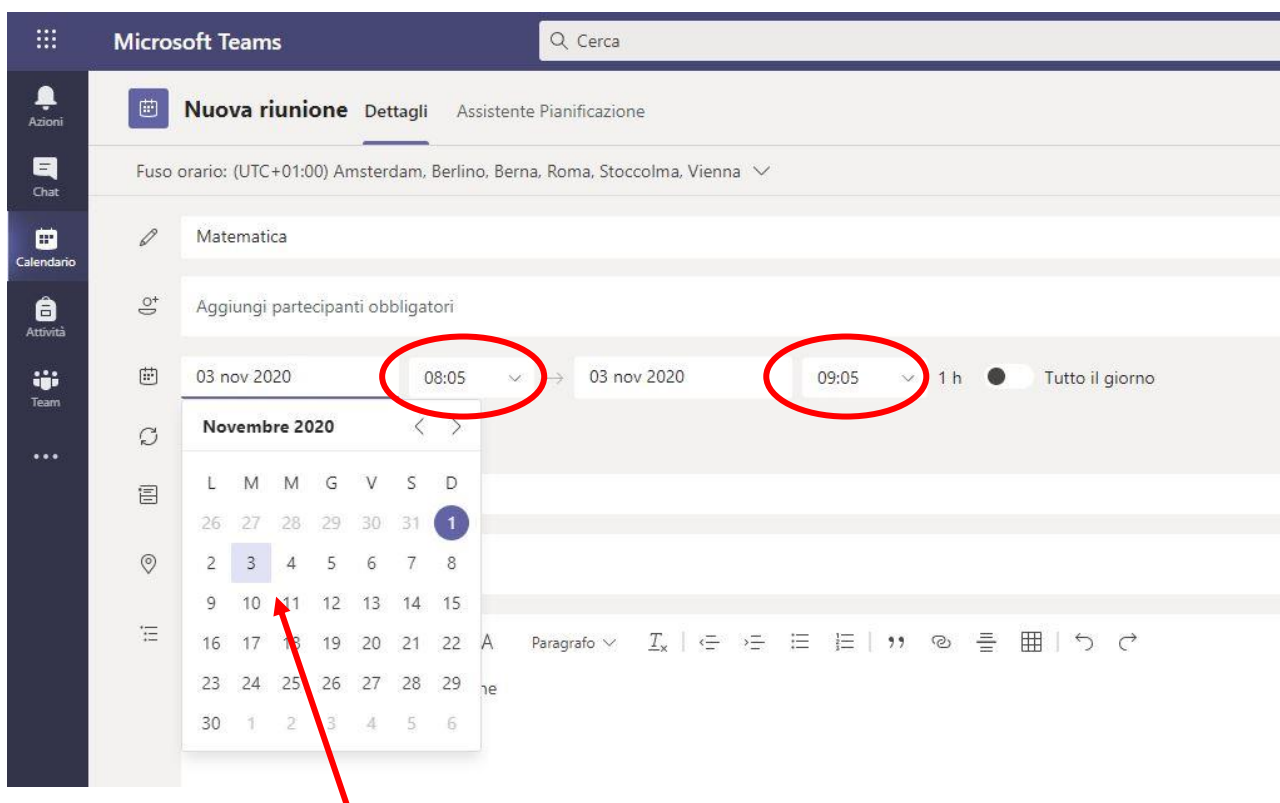 Microsoft Teams
Cerca
Azioni
Chat
Calendario
Attività
Team
Nuova riunione Dettagli Assistente Pianificazione
Fuso orario: (UTC+01:00) Amsterdam, Berlino, Berna, Roma, Stoccolma, Vienna
Matematica
Aggiungi partecipanti obbligatori
03 nov 2020 08:05 → 03 nov 2020 09:05 1 h Tutto il giorno
Novembre 2020
L M M G V S D
26 27 28 29 30 31 1
2 3 4 5 6 7 8
9 10 11 12 13 14 15
16 17 18 19 20 21 22
23 24 25 26 27 28 29
30 1 2 3 4 5 6
A Paragrafo
ne